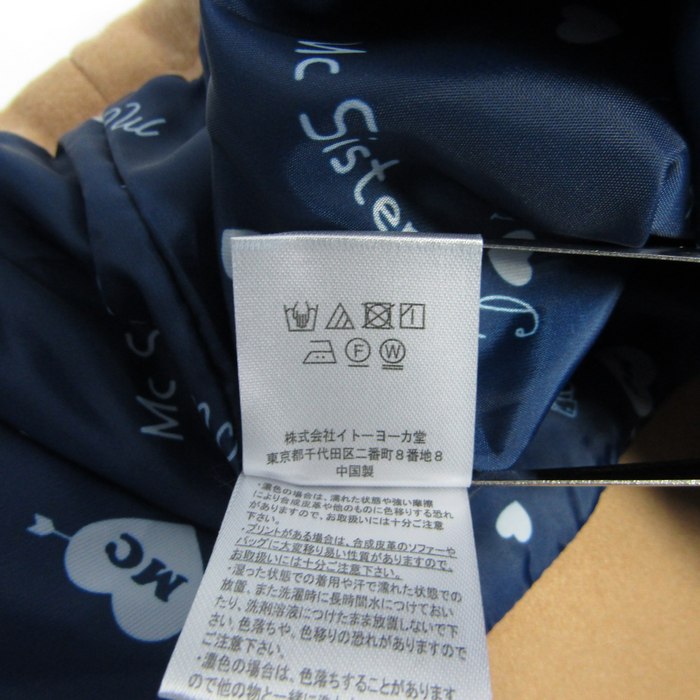 Mc Sister
Mc S
MC
F W
株式会社イトーヨーカ堂
東京都千代田区二番町8番地8
中国製
・濃色の場合は、濡れた状態や強い摩擦
により合成皮革や他のものに色移りする恐れ
がありますので、お取扱いには十分ご注意
下さい。
・プリントがある場合は、合成皮革のソファーや
バッグに大変移り易い性質がありますので、
お取扱いには十分ご注意下さい。
・湿った状態での着用や汗で濡れた状態での
放置、また洗濯時に長時間水につけておい
たり、洗剤溶液につけたまま放置しないで下
さい。色落ちや、色移りの恐れがありますので
ご注意下さい。
・濃色の場合は、色落ちすることがあります
ので他の物と一緒に